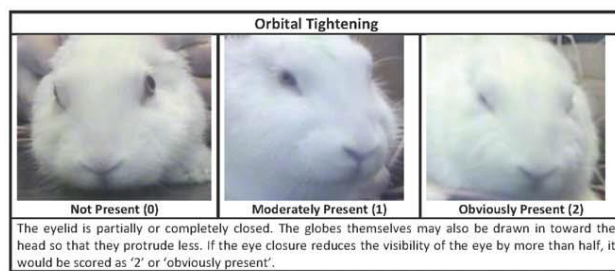 Orbital Tightening
Not Present (0) Moderately Present (1) Obviously Present (2)
The eyelid is partially or completely closed. The globes themselves may also be drawn in toward the
head so that they protrude less. If the eye closure reduces the visibility of the eye by more than half, it
would be scored as ‘2’ or ‘obviously present’.